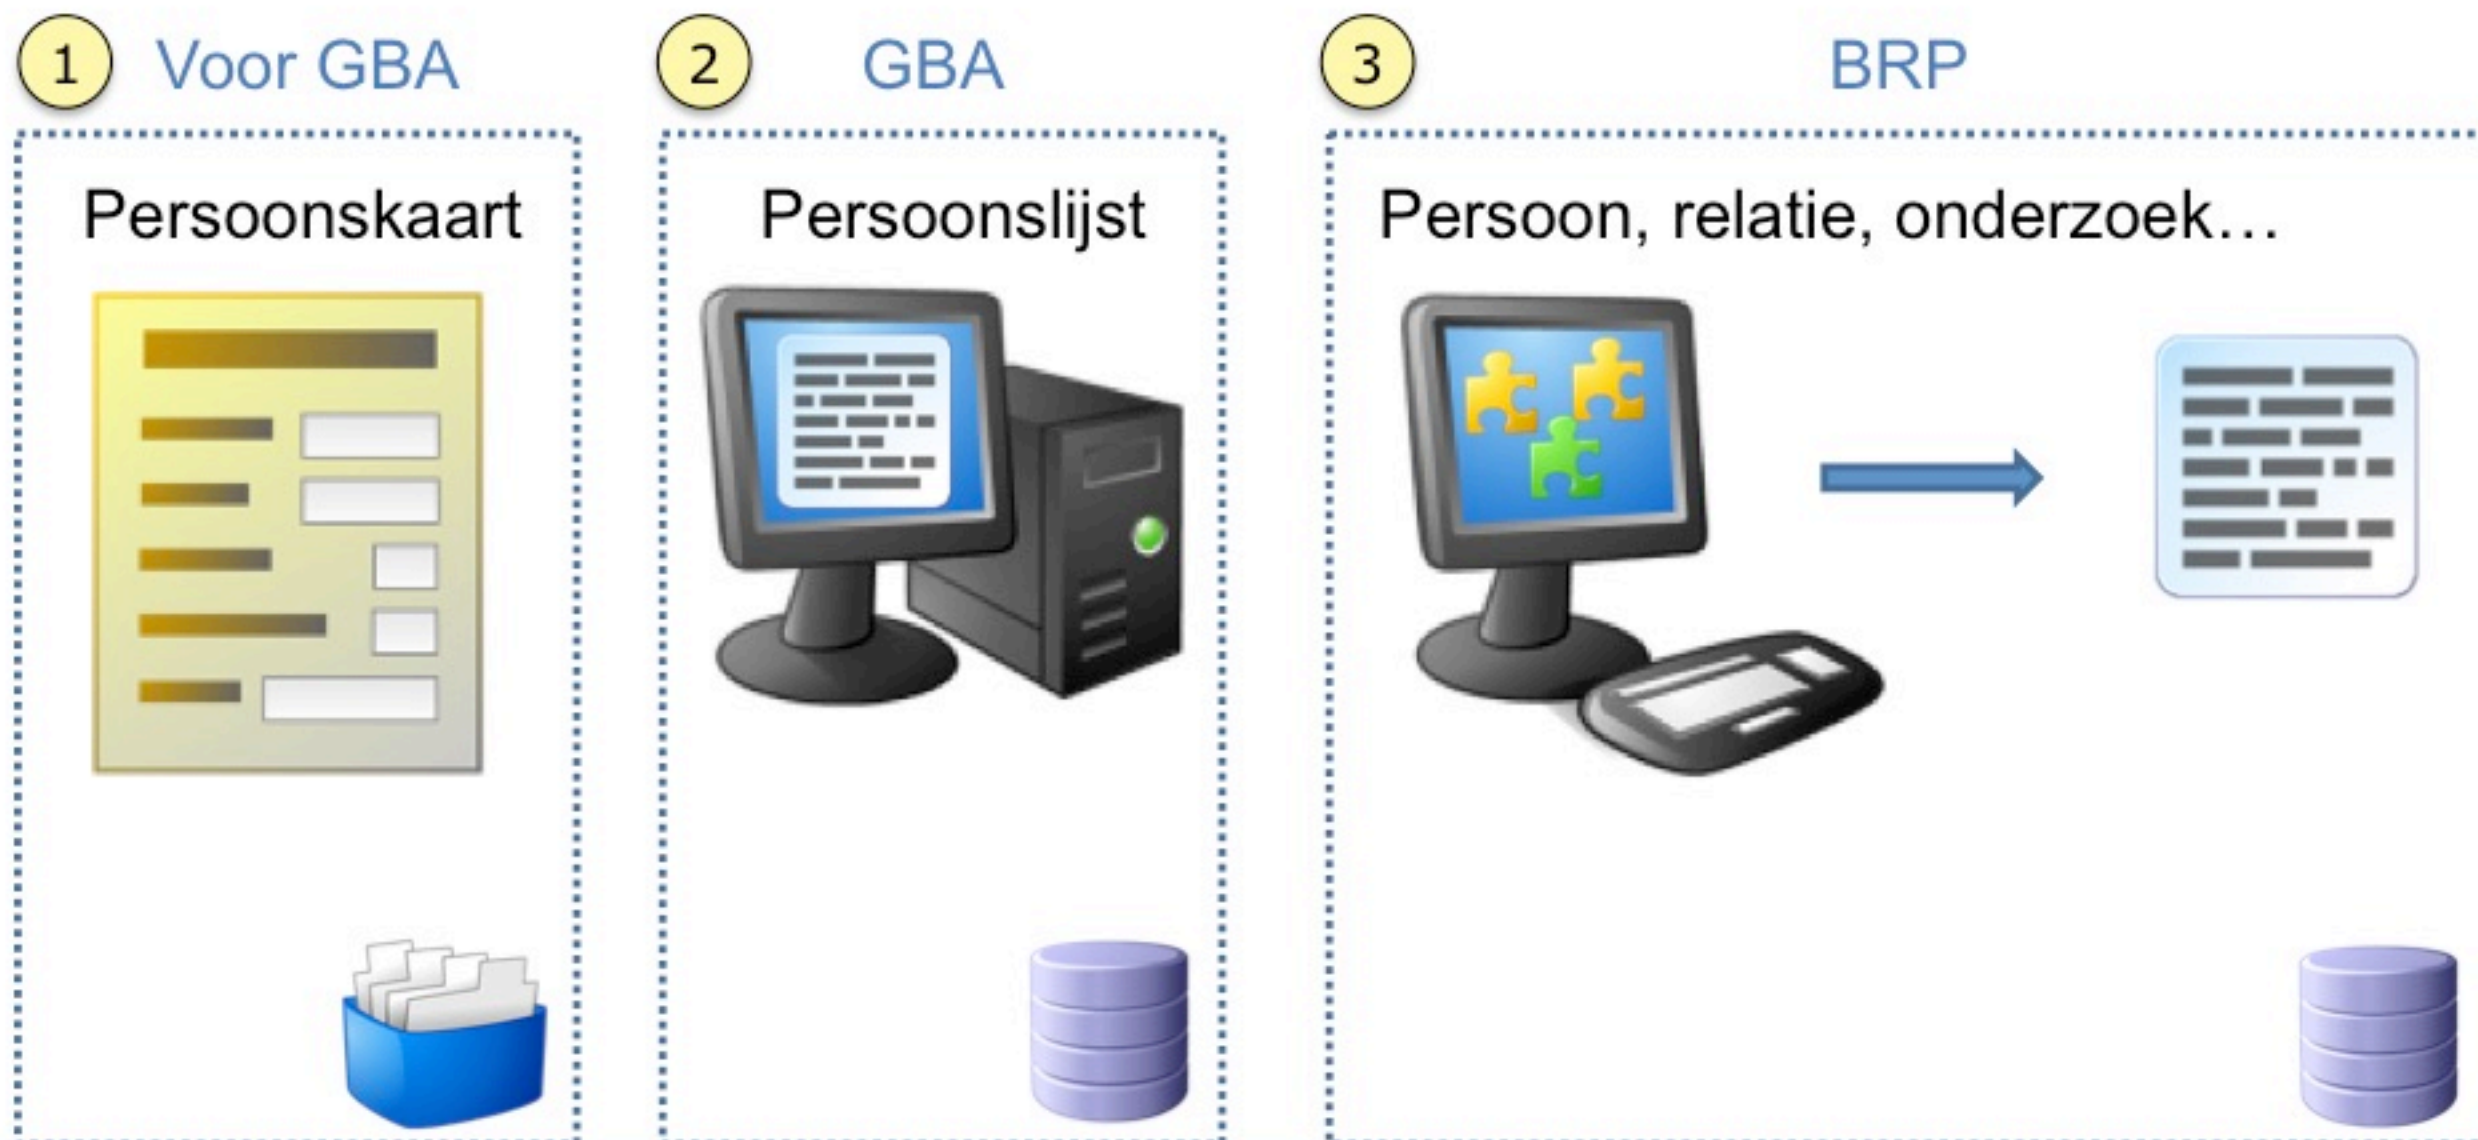 1 Voor GBA
2 GBA
3 BRP
Persoonskaart
Persoonslijst
Persoon, relatie, onderzoek…